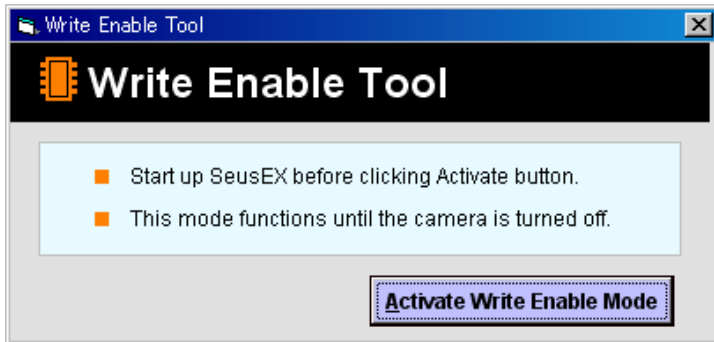 Write Enable Tool
Write Enable Tool
Start up SeusEX before clicking Activate button.
This mode functions until the camera is turned off.
Activate Write Enable Mode